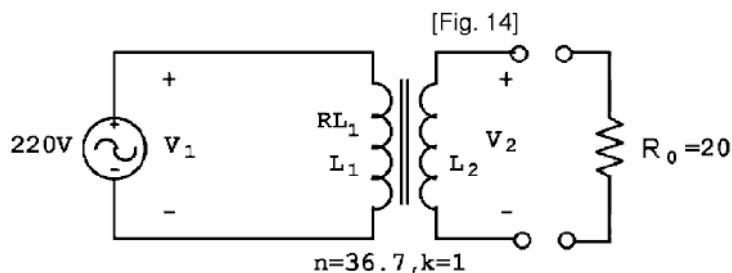 [Fig. 14]
+
+
220V
+
-
V1
RL1
L1
L2
V2
R0 =20
-
-
n=36.7,k=1